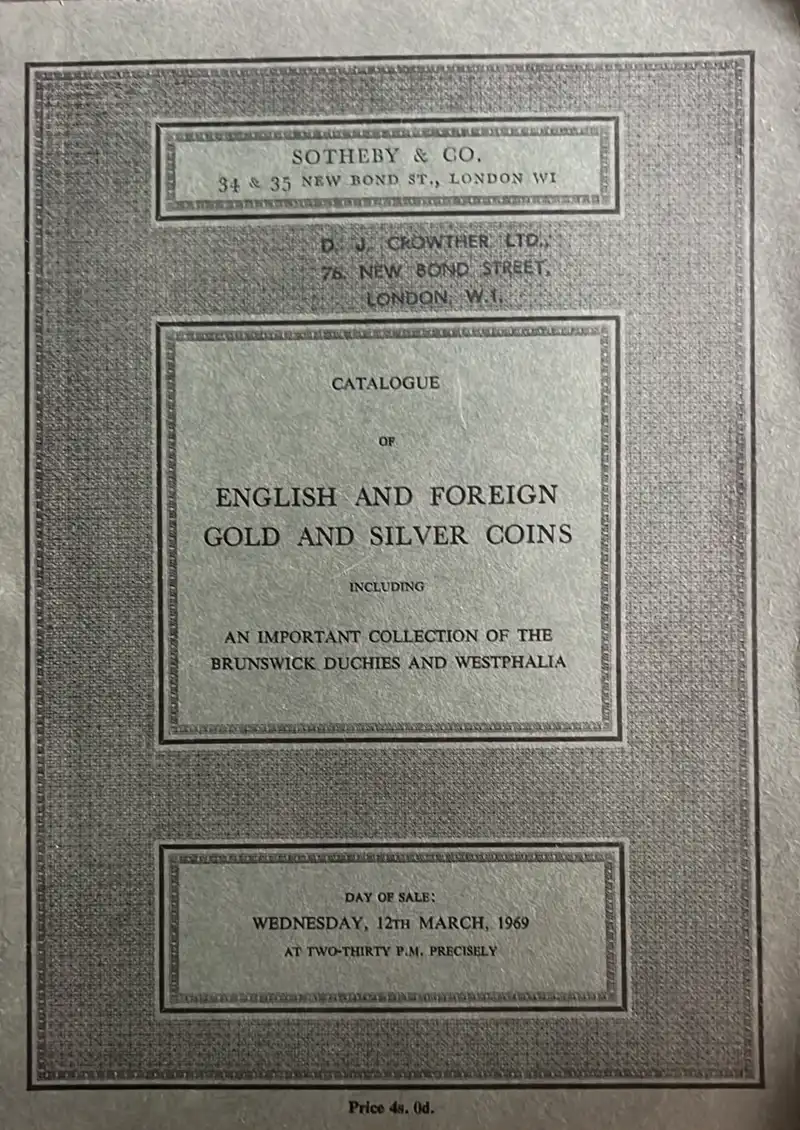 SOTHEBY & CO.
34 & 35 NEW BOND ST., LONDON W1
D. J. CROWTHER LTD.,
76, NEW BOND STREET,
LONDON, W.1.
CATALOGUE
OF
ENGLISH AND FOREIGN
GOLD AND SILVER COINS
INCLUDING
AN IMPORTANT COLLECTION OF THE
BRUNSWICK DUCHIES AND WESTPHALIA
DAY OF SALE:
WEDNESDAY, 12TH MARCH, 1969
AT TWO-THIRTY P.M. PRECISELY
Price 4s. 0d.